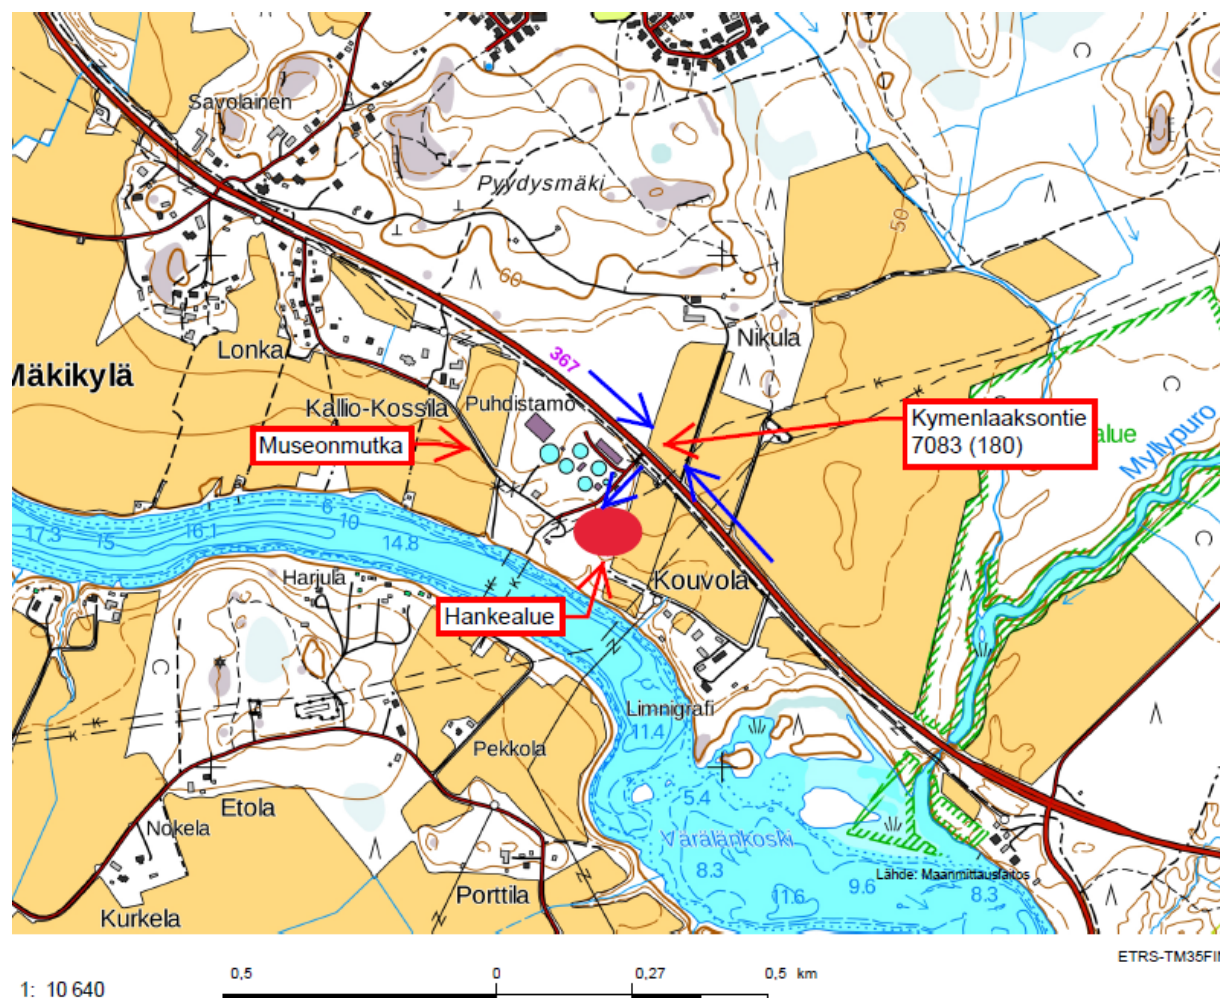 Savolainen
Pyydysmäki
50
60
Nikula
Lonka
367
Mäkikylä
Kallio-Kossila
Puhdistamo
Kymenlaaksontie
7083 (180)
alue
Myllypuro
Museonmutka
17.3
15
16.1
6
10
14.8
Harjula
Kouvola
Hankealue
Limnigrafi
11.4
Pekkola
Etola
5.4
Nokela
Värälänkoski
Lähde: Maanmittauslaitos
8.3
9.6
11.6
8.3
Porttila
Kurkela
ETRS-TM35FI
1: 10 640
0,5 0 0,27 0,5 km